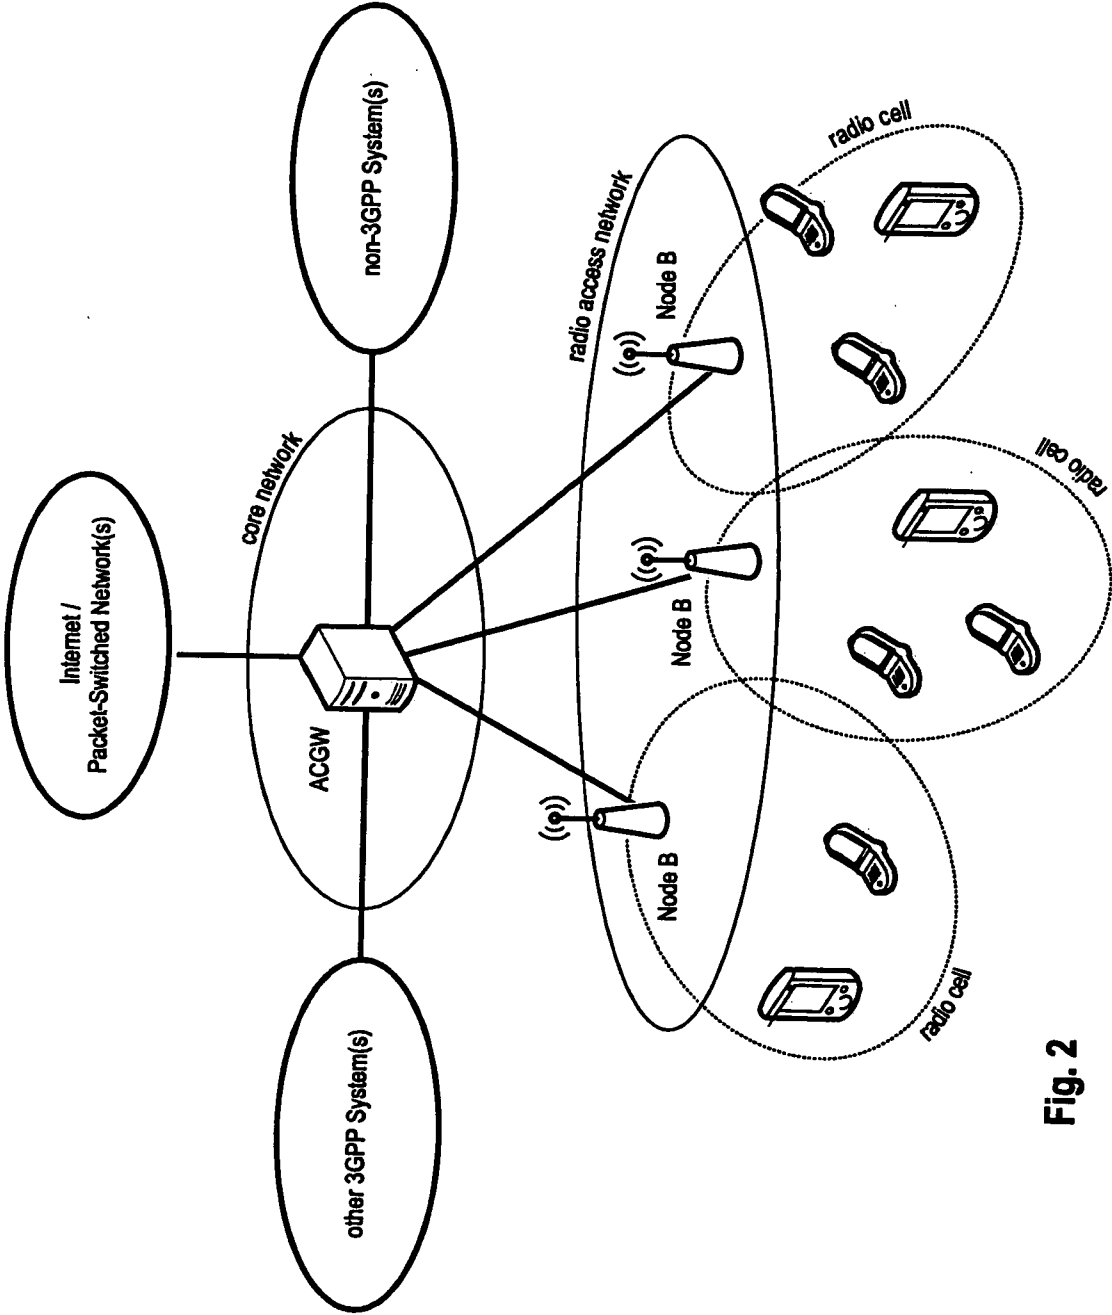 Internet /
Packet-Switched Network(s)
core network
other 3GPP System(s)
ACGW
non-3GPP System(s)
radio access network
Node B
Node B
Node B
radio cell
radio cell
radio cell
Fig. 2